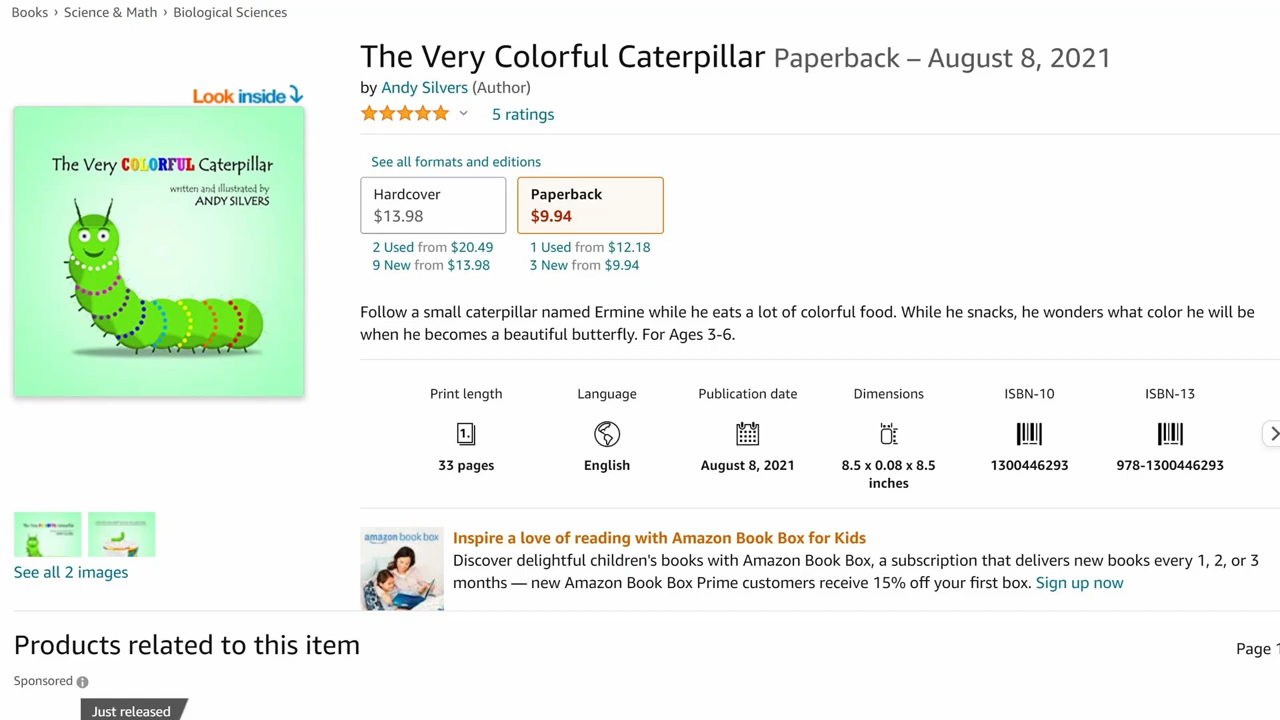 Books › Science & Math › Biological Sciences
Look inside
The Very COLORFUL Caterpillar
written and illustrated by
ANDY SILVERS
See all 2 images
The Very Colorful Caterpillar Paperback – August 8, 2021
by Andy Silvers (Author)
5 ratings
See all formats and editions
Hardcover
$13.98
Paperback
$9.94
2 Used from $20.49
9 New from $13.98
1 Used from $12.18
3 New from $9.94
Follow a small caterpillar named Ermine while he eats a lot of colorful food. While he snacks, he wonders what color he will be
when he becomes a beautiful butterfly. For Ages 3-6.
Print length
1.
33 pages
Language
English
Publication date
August 8, 2021
Dimensions
8.5 x 0.08 x 8.5
inches
ISBN-10
1300446293
ISBN-13
978-1300446293
amazon book box
Inspire a love of reading with Amazon Book Box for Kids
Discover delightful children's books with Amazon Book Box, a subscription that delivers new books every 1, 2, or 3
months — new Amazon Book Box Prime customers receive 15% off your first box. Sign up now
Products related to this item
Page 1
Sponsored
Just released